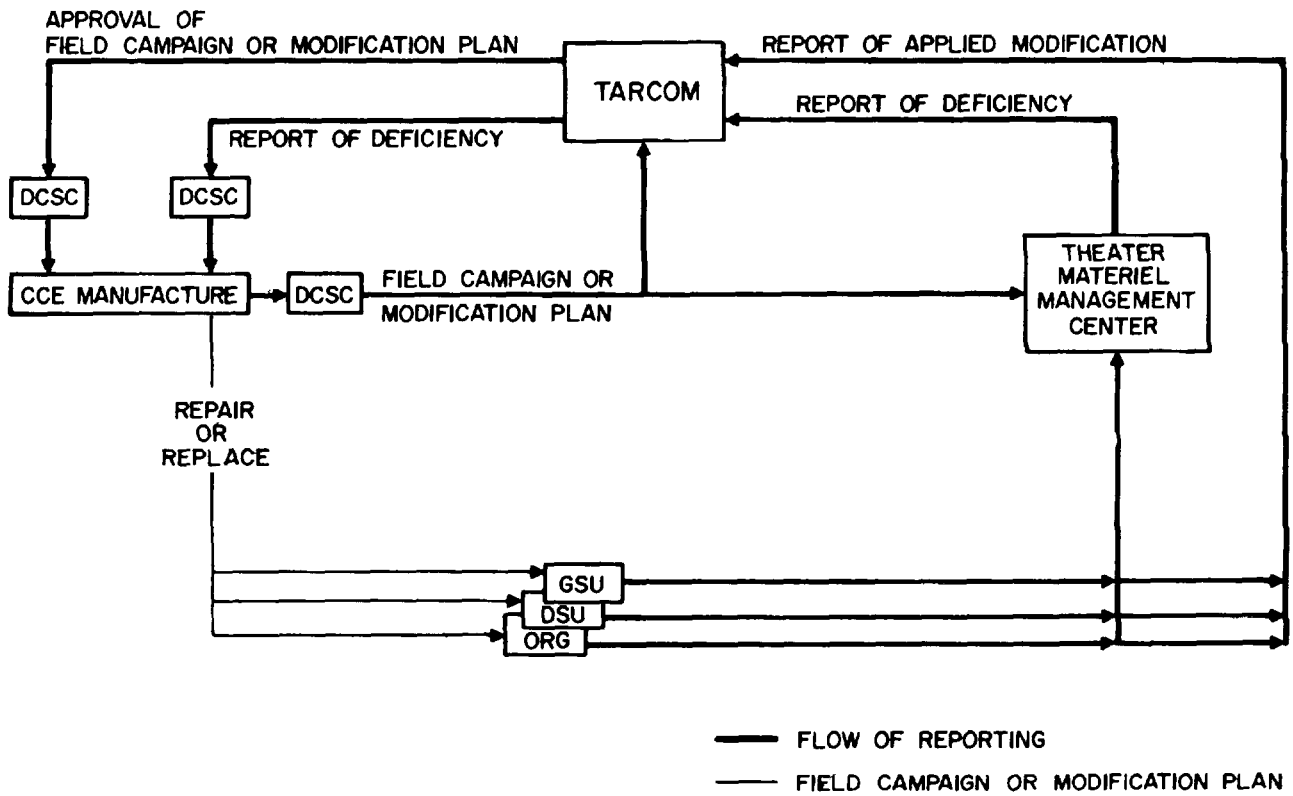 APPROVAL OF
FIELD CAMPAIGN OR MODIFICATION PLAN
REPORT OF APPLIED MODIFICATION
TARCOM
REPORT OF DEFICIENCY
REPORT OF DEFICIENCY
DCSC
DCSC
CCE MANUFACTURE
DCSC
FIELD CAMPAIGN OR
MODIFICATION PLAN
THEATER
MATERIEL
MANAGEMENT
CENTER
REPAIR
OR
REPLACE
GSU
DSU
ORG
FLOW OF REPORTING
FIELD CAMPAIGN OR MODIFICATION PLAN